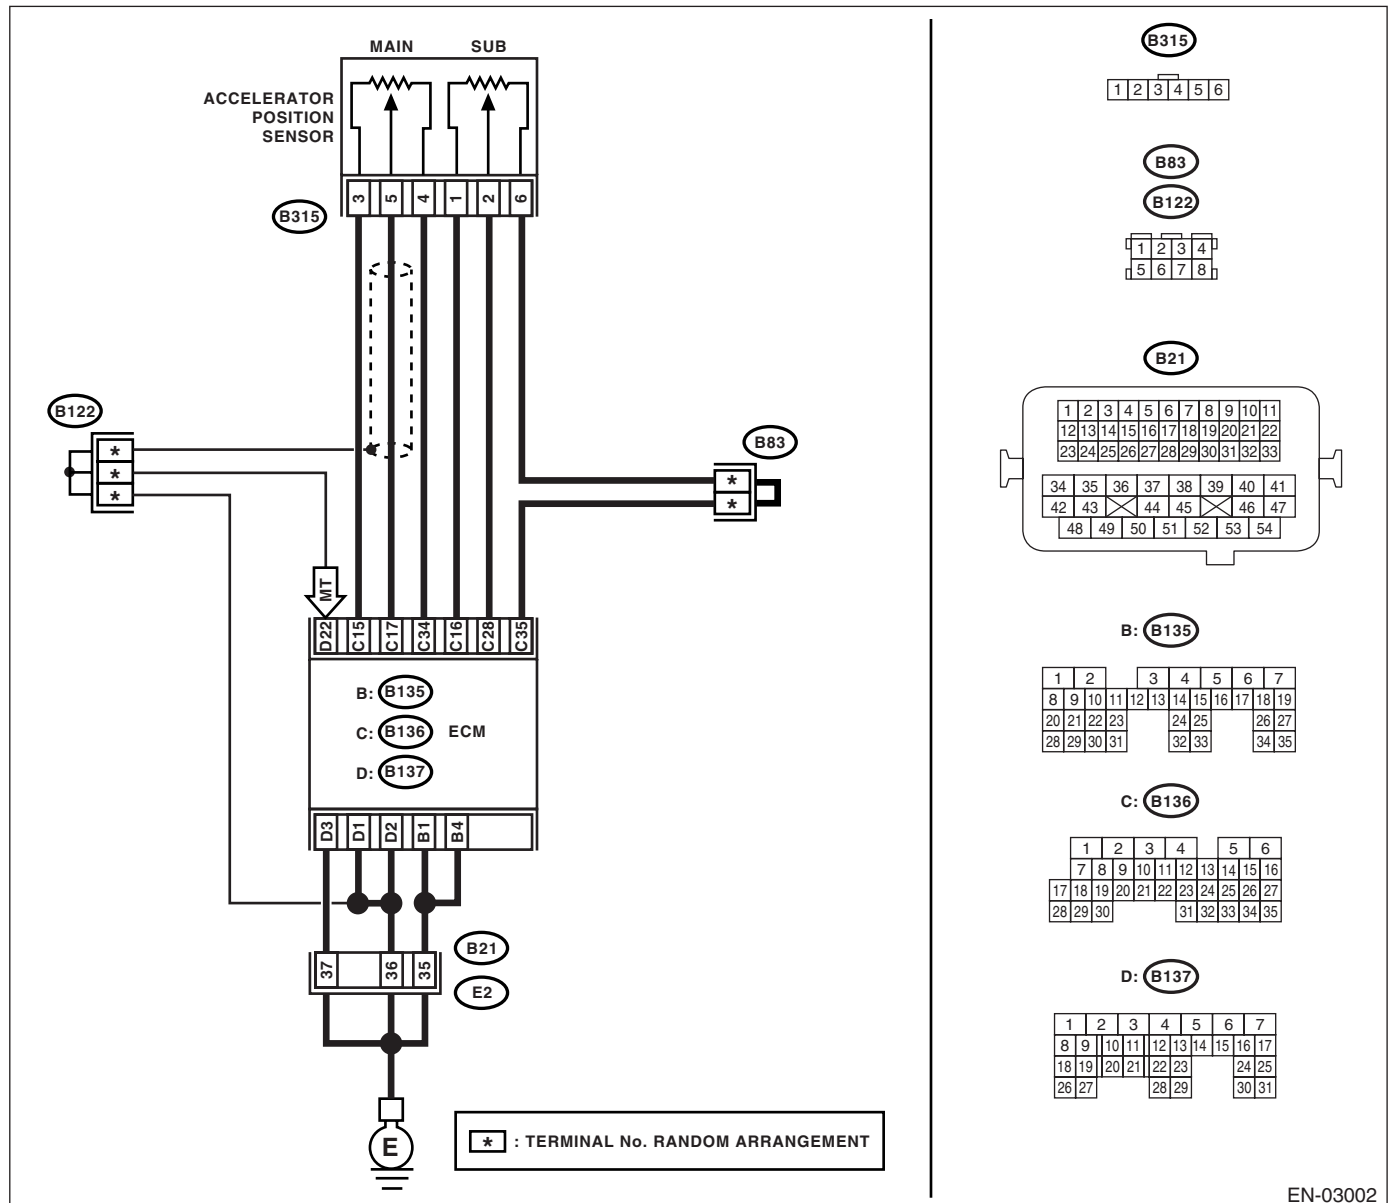 MAIN SUB
ACCELERATOR
POSITION
SENSOR
3 5 4 1 2 6
B315
B122
*
*
*
B83
*
*
MT
D22 C15 C17 C34 C16 C28 C35
B: B135
C: B136 ECM
D: B137
D3 D1 D2 B1 B4
B21
37 36 35
E2
E
* : TERMINAL No. RANDOM ARRANGEMENT
B315
1 2 3 4 5 6
B83
B122
1 2 3 4
5 6 7 8
B21
1 2 3 4 5 6 7 8 9 10 11
12 13 14 15 16 17 18 19 20 21 22
23 24 25 26 27 28 29 30 31 32 33
34 35 36 37 38 39 40 41
42 43 44 45 46 47
48 49 50 51 52 53 54
B: B135
1 2 3 4 5 6 7
8 9 10 11 12 13 14 15 16 17 18 19
20 21 22 23 24 25 26 27
28 29 30 31 32 33 34 35
C: B136
1 2 3 4 5 6
7 8 9 10 11 12 13 14 15 16
17 18 19 20 21 22 23 24 25 26 27
28 29 30 31 32 33 34 35
D: B137
1 2 3 4 5 6 7
8 9 10 11 12 13 14 15 16 17
18 19 20 21 22 23 24 25
26 27 28 29 30 31
EN-03002